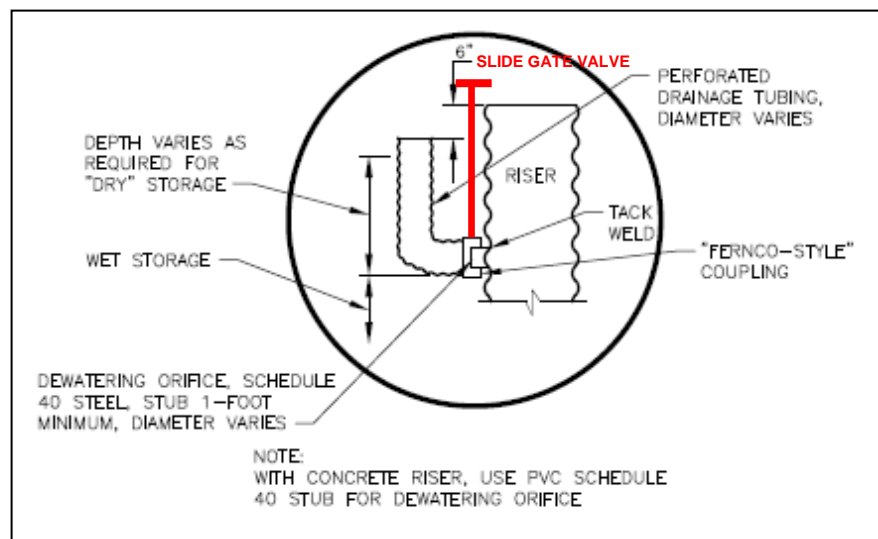 6"
SLIDE GATE VALVE
PERFORATED
DRAINAGE TUBING,
DIAMETER VARIES
DEPTH VARIES AS
REQUIRED FOR
"DRY" STORAGE
RISER
TACK
WELD
WET STORAGE
"FERNCO-STYLE"
COUPLING
DEWATERING ORIFICE, SCHEDULE
40 STEEL, STUB 1-FOOT
MINIMUM, DIAMETER VARIES
NOTE:
WITH CONCRETE RISER, USE PVC SCHEDULE
40 STUB FOR DEWATERING ORIFICE